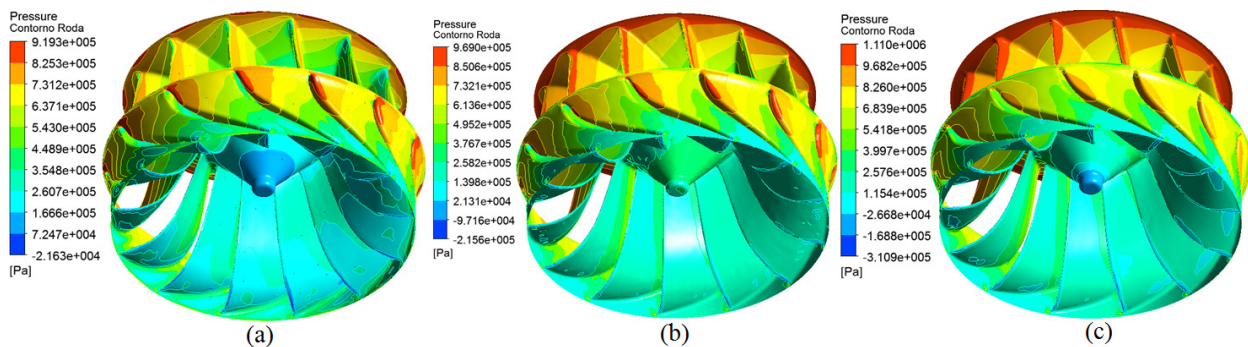 Pressure
Contorno Roda
9.193e+005
8.253e+005
7.312e+005
6.371e+005
5.430e+005
4.489e+005
3.548e+005
2.607e+005
1.666e+005
7.247e+004
-2.163e+004
[Pa]
(a)
Pressure
Contorno Roda
9.690e+005
8.506e+005
7.321e+005
6.136e+005
4.952e+005
3.767e+005
2.582e+005
1.398e+005
2.131e+004
-9.716e+004
-2.156e+005
[Pa]
(b)
Pressure
Contorno Roda
1.110e+006
9.682e+005
8.260e+005
6.839e+005
5.418e+005
3.997e+005
2.576e+005
1.154e+005
-2.668e+004
-1.688e+005
-3.109e+005
[Pa]
(c)